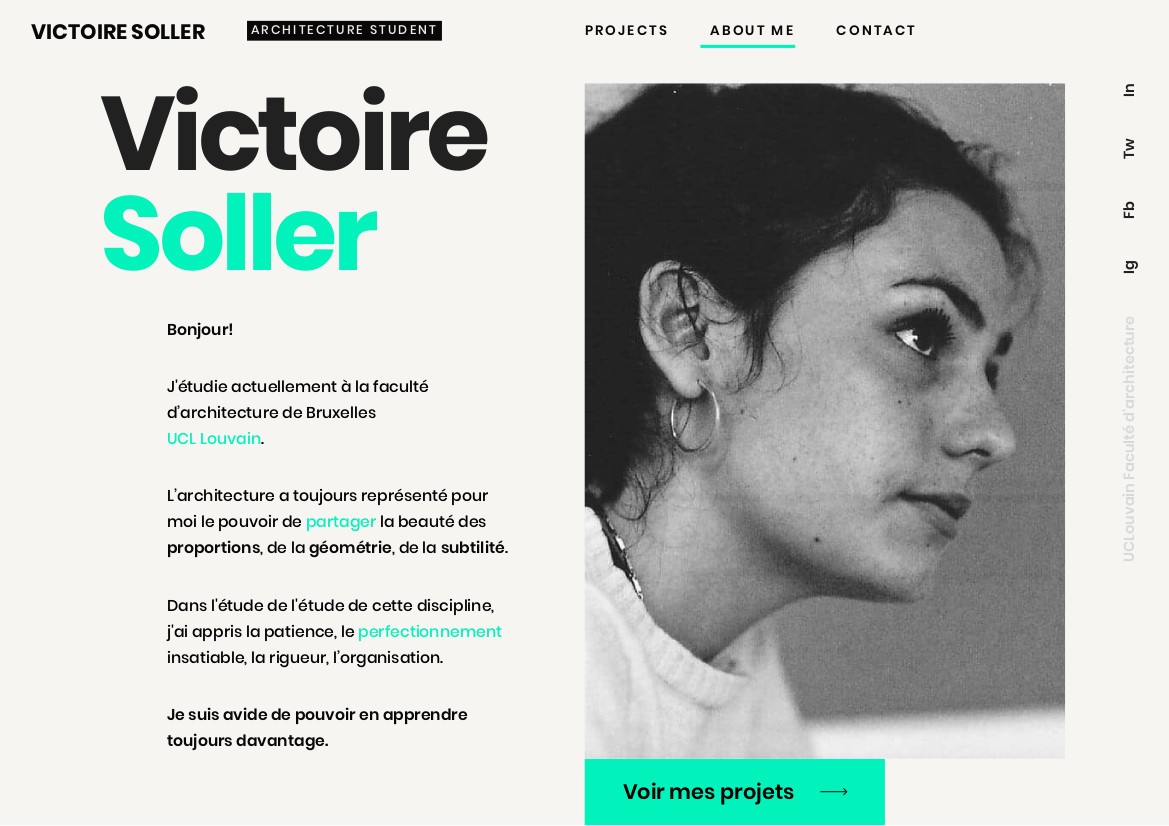 VICTOIRE SOLLER
ARCHITECTURE STUDENT
PROJECTS
ABOUT ME
CONTACT
Victoire
Soller
Bonjour!
J'étudie actuellement à la faculté
d'architecture de Bruxelles
UCL Louvain.
L'architecture a toujours représenté pour
moi le pouvoir de partager la beauté des
proportions, de la géométrie, de la subtilité.
Dans l'étude de l'étude de cette discipline,
j'ai appris la patience, le perfectionnement
insatiable, la rigueur, l'organisation.
Je suis avide de pouvoir en apprendre
toujours davantage.
Voir mes projets
In
Tw
Fb
Ig
UCLouvain Faculté d'architecture